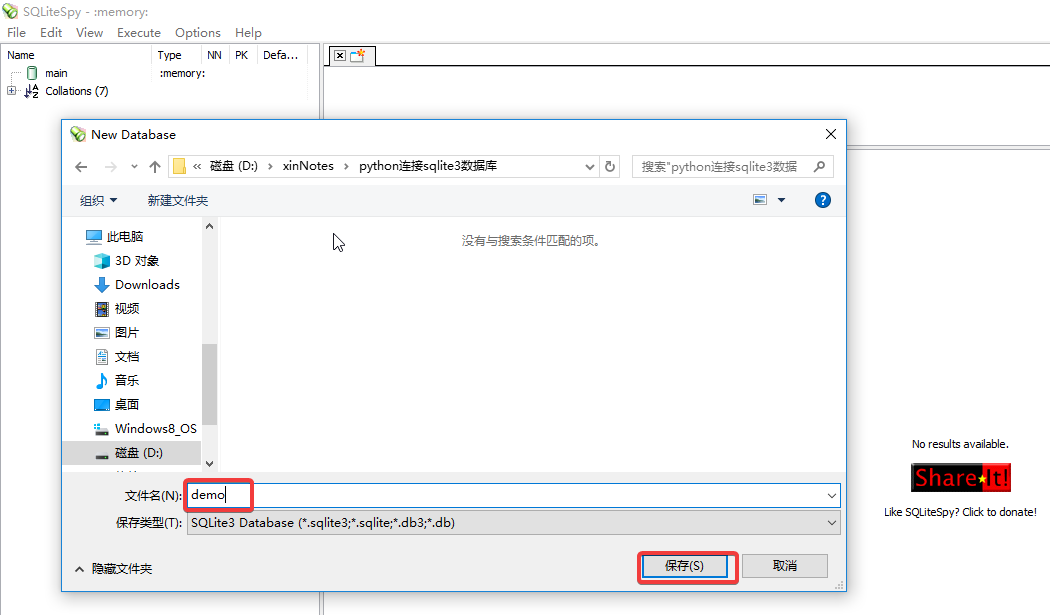 SQLiteSpy - :memory:
File Edit View Execute Options Help
Name Type NN PK Defa...
main :memory:
Collations (7)
New Database
« 磁盘 (D:) › xinNotes › python连接sqlite3数据库
搜索"python连接sqlite3数据
组织 新建文件夹
没有与搜索条件匹配的项。
此电脑
3D 对象
Downloads
视频
图片
文档
音乐
桌面
Windows8_OS
磁盘 (D:)
文件名(N): demo
保存类型(T): SQLite3 Database (*.sqlite3;*.sqlite;*.db3;*.db)
隐藏文件夹
保存(S) 取消
No results available.
Share It!
Like SQLiteSpy? Click to donate!